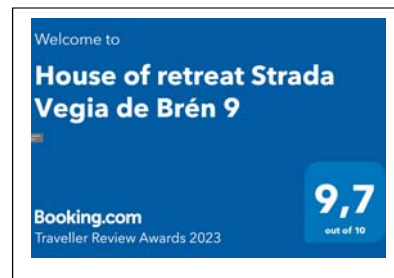 Welcome to
House of retreat Strada
Vegia de Brén 9
Booking.com
Traveller Review Awards 2023
9,7
out of 10